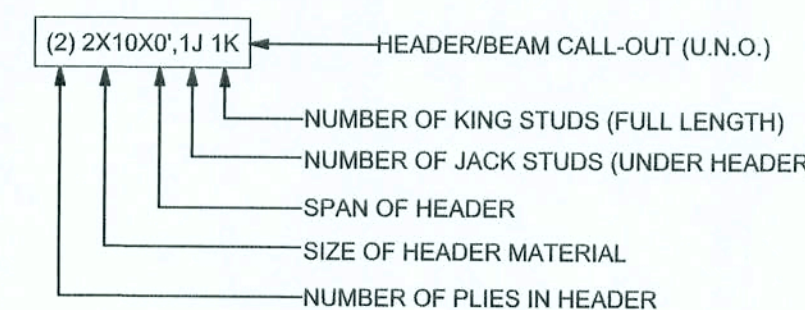 (2) 2X10X0',1J 1K
HEADER/BEAM CALL-OUT (U.N.O.)
NUMBER OF KING STUDS (FULL LENGTH)
NUMBER OF JACK STUDS (UNDER HEADER
SPAN OF HEADER
SIZE OF HEADER MATERIAL
NUMBER OF PLIES IN HEADER